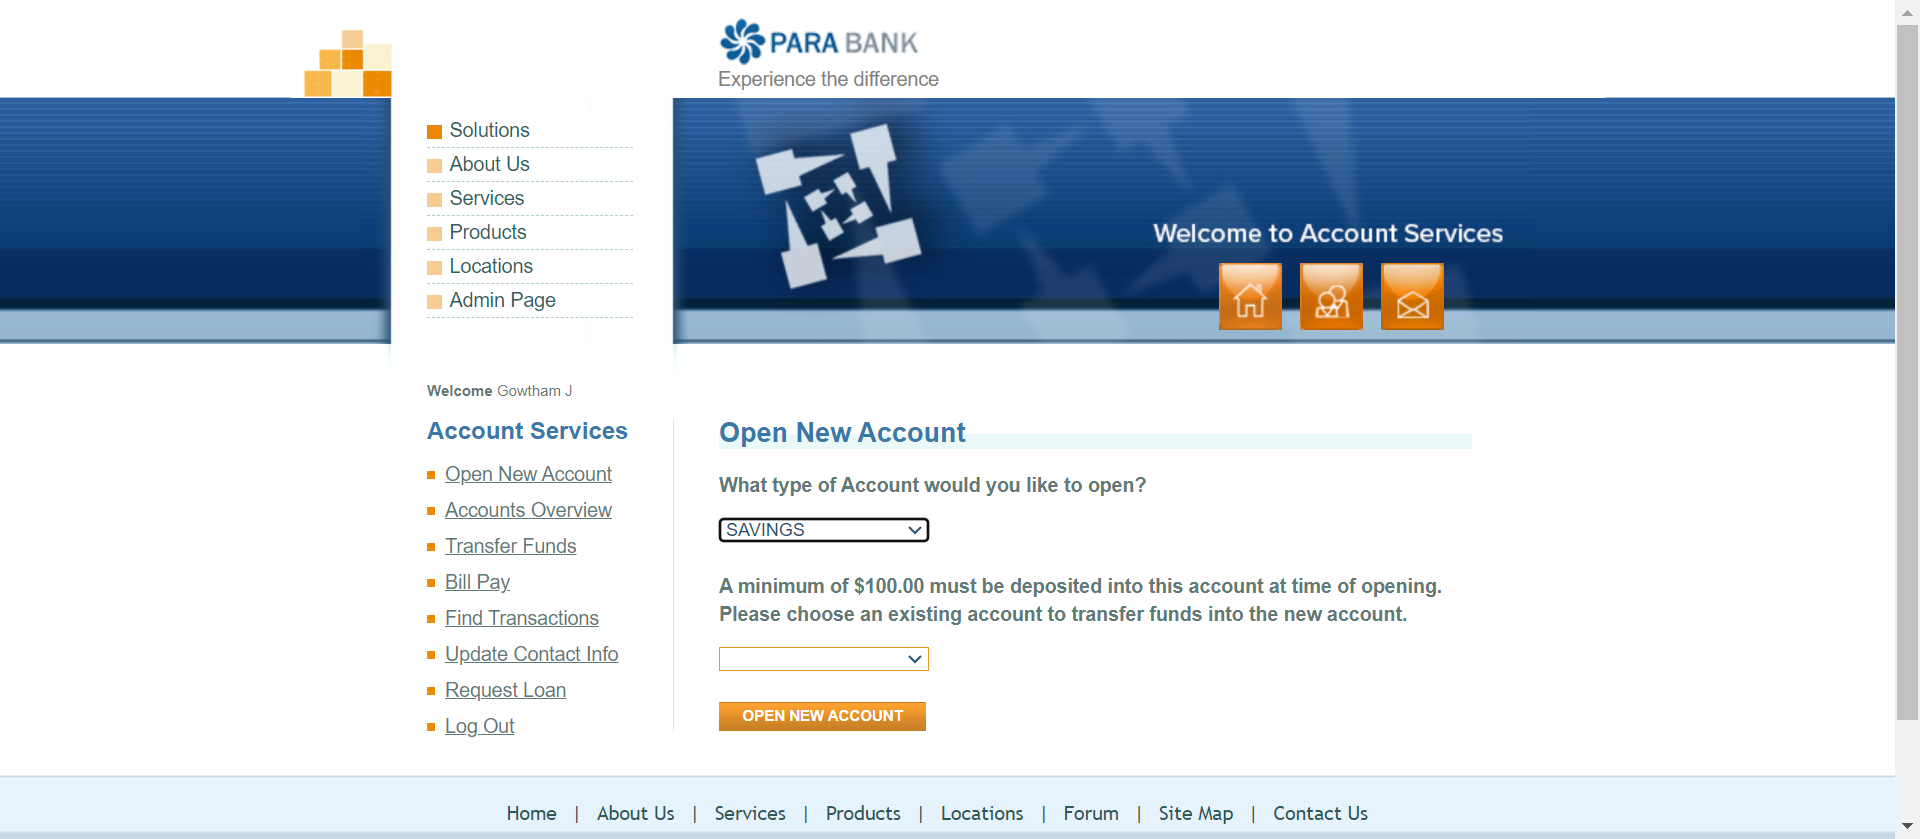 PARA BANK
Experience the difference
Solutions
About Us
Services
Products
Locations
Admin Page
Welcome to Account Services
Welcome Gowtham J
Account Services
Open New Account
Accounts Overview
Transfer Funds
Bill Pay
Find Transactions
Update Contact Info
Request Loan
Log Out
Open New Account
What type of Account would you like to open?
SAVINGS
A minimum of $100.00 must be deposited into this account at time of opening.
Please choose an existing account to transfer funds into the new account.
OPEN NEW ACCOUNT
Home | About Us | Services | Products | Locations | Forum | Site Map | Contact Us